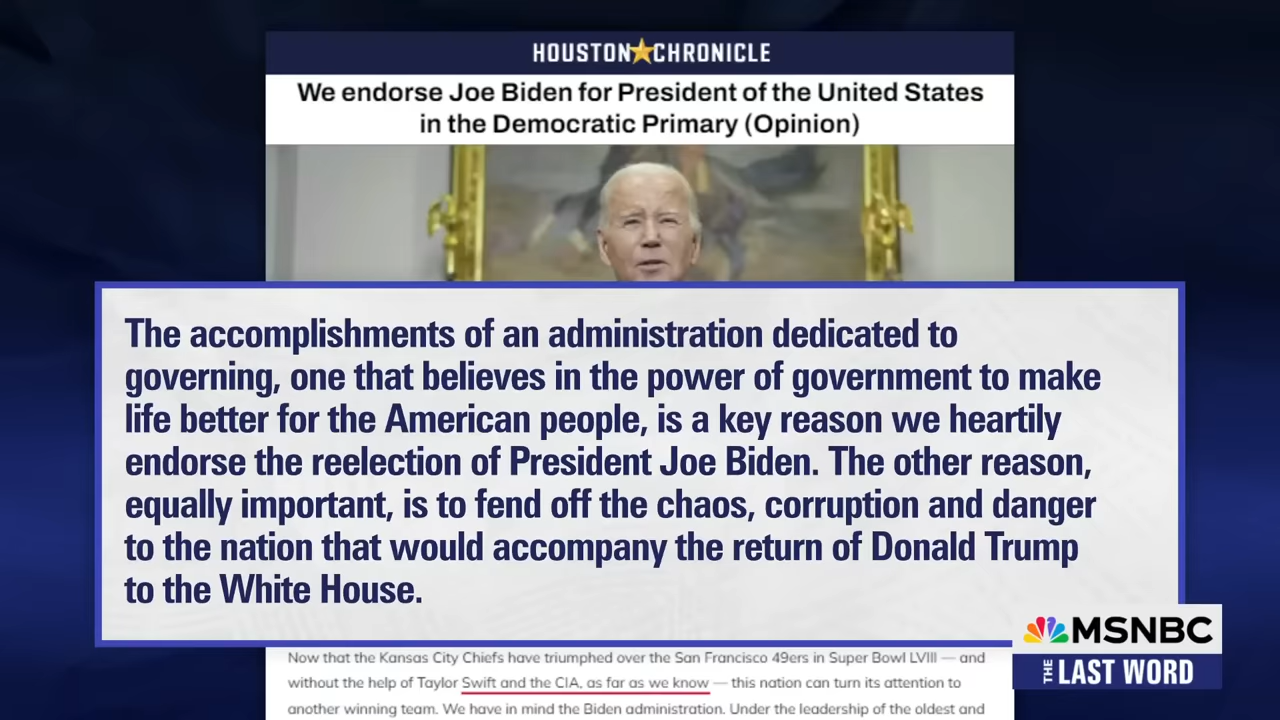 HOUSTON CHRONICLE
We endorse Joe Biden for President of the United States
in the Democratic Primary (Opinion)
The accomplishments of an administration dedicated to
governing, one that believes in the power of government to make
life better for the American people, is a key reason we heartily
endorse the reelection of President Joe Biden. The other reason,
equally important, is to fend off the chaos, corruption and danger
to the nation that would accompany the return of Donald Trump
to the White House.
Now that the Kansas City Chiefs have triumphed over the San Francisco 49ers in Super Bowl LVIII — and
without the help of Taylor Swift and the CIA, as far as we know — this nation can turn its attention to
another winning team. We have in mind the Biden administration. Under the leadership of the oldest and
MSNBC
THE LAST WORD